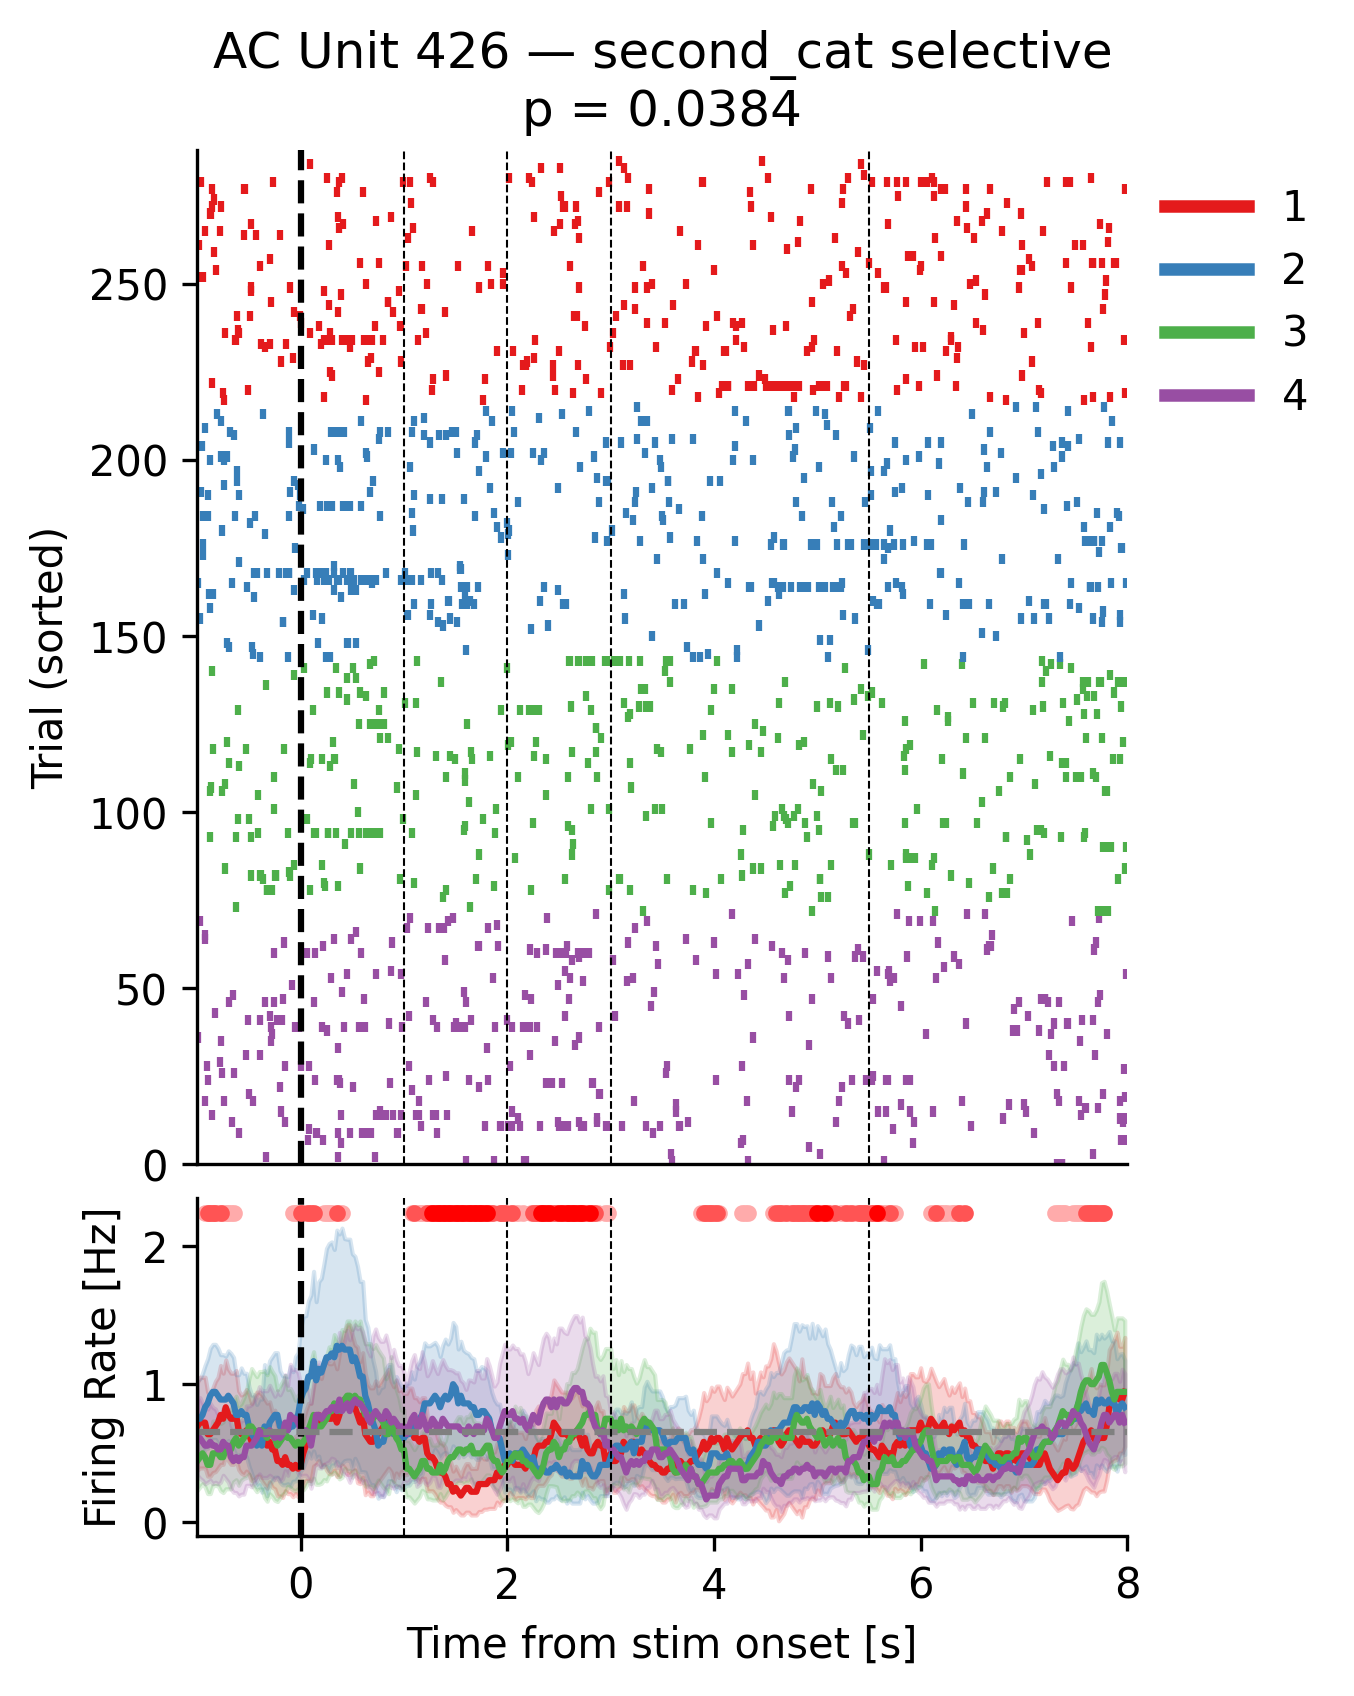 AC Unit 426 — second_cat selective
p = 0.0384
1
2
3
4
250
200
150
100
50
0
Trial (sorted)
2
1
0
Firing Rate [Hz]
0 2 4 6 8
Time from stim onset [s]